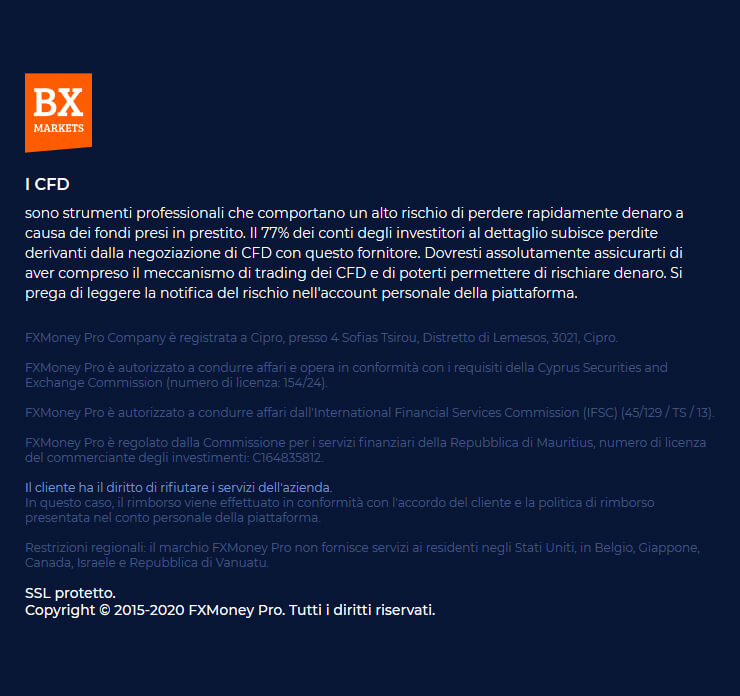 BX
MARKETS
I CFD
sono strumenti professionali che comportano un alto rischio di perdere rapidamente denaro a
causa dei fondi presi in prestito. Il 77% dei conti degli investitori al dettaglio subisce perdite
derivanti dalla negoziazione di CFD con questo fornitore. Dovresti assolutamente assicurarti di
aver compreso il meccanismo di trading dei CFD e di poterti permettere di rischiare denaro. Si
prega di leggere la notifica del rischio nell'account personale della piattaforma.
FXMoney Pro Company è registrata a Cipro, presso 4 Sofias Tsirou, Distretto di Lemesos, 3021, Cipro.
FXMoney Pro è autorizzato a condurre affari e opera in conformità con i requisiti della Cyprus Securities and
Exchange Commission (numero di licenza: 154/24).
FXMoney Pro è autorizzato a condurre affari dall'International Financial Services Commission (IFSC) (45/129 / TS / 13).
FXMoney Pro è regolato dalla Commissione per i servizi finanziari della Repubblica di Mauritius, numero di licenza
del commerciante degli investimenti: C164835812.
Il cliente ha il diritto di rifiutare i servizi dell'azienda.
In questo caso, il rimborso viene effettuato in conformità con l'accordo del cliente e la politica di rimborso
presentata nel conto personale della piattaforma.
Restrizioni regionali: il marchio FXMoney Pro non fornisce servizi ai residenti negli Stati Uniti, in Belgio, Giappone,
Canada, Israele e Repubblica di Vanuatu.
SSL protetto.
Copyright © 2015-2020 FXMoney Pro. Tutti i diritti riservati.